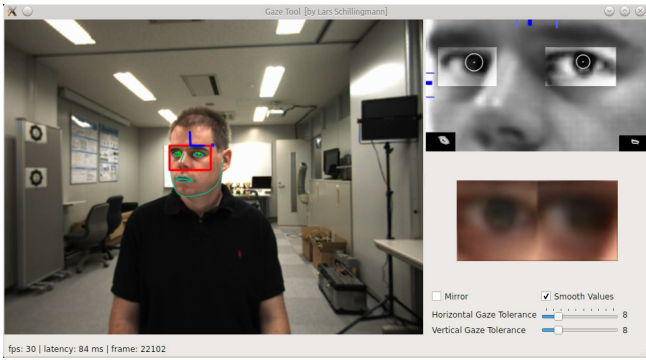 Gaze Tool [by Lars Schillingmann]
Mirror
Smooth Values
Horizontal Gaze Tolerance
8
Vertical Gaze Tolerance
8
fps: 30 | latency: 84 ms | frame: 22102